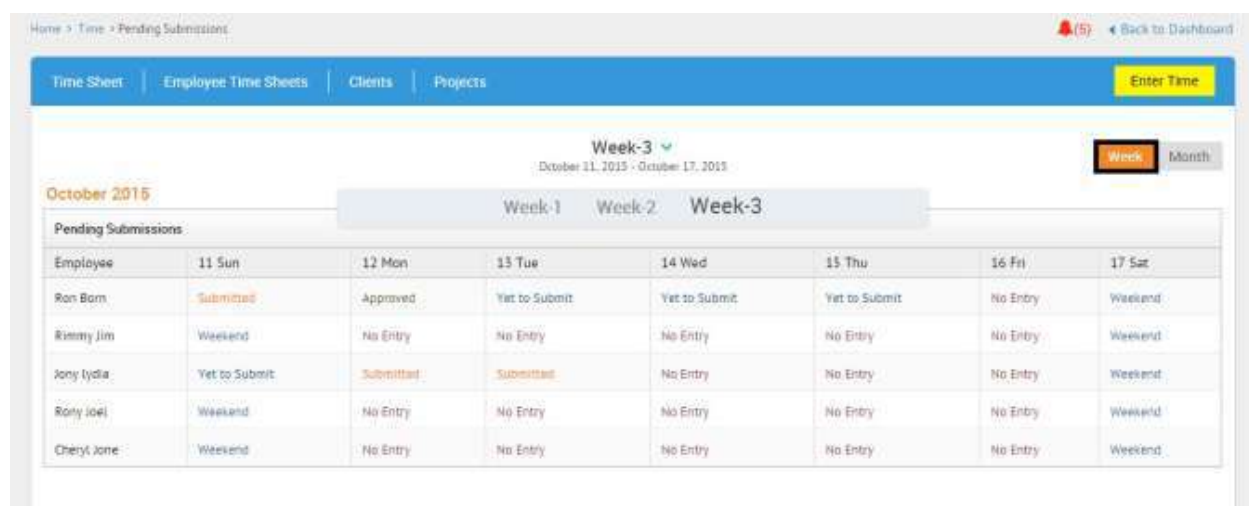 Home > Time > Pending Submissions (5) Back to Dashboard
Time Sheet Employee Time Sheets Clients Projects Enter Time
Week-3
October 11, 2015 - October 17, 2015
Week Month
October 2015
Week-1 Week-2 Week-3
Pending Submissions
Employee 11 Sun 12 Mon 13 Tue 14 Wed 15 Thu 16 Fri 17 Sat
Ron Born Submitted Approved Yet to Submit Yet to Submit Yet to Submit No Entry Weekend
Rimmy Jim Weekend No Entry No Entry No Entry No Entry No Entry Weekend
Jony lydia Yet to Submit Submitted Submitted No Entry No Entry No Entry Weekend
Rony Joel Weekend No Entry No Entry No Entry No Entry No Entry Weekend
Cheryl Jone Weekend No Entry No Entry No Entry No Entry No Entry Weekend